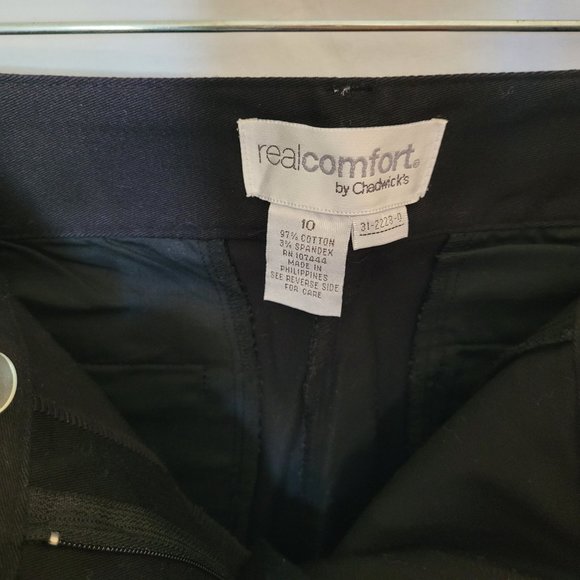 realcomfort®
by Chadwick's
10
97% COTTON
3% SPANDEX
RN 107444
MADE IN
PHILIPPINES
SEE REVERSE SIDE
FOR CARE
31-2223-0